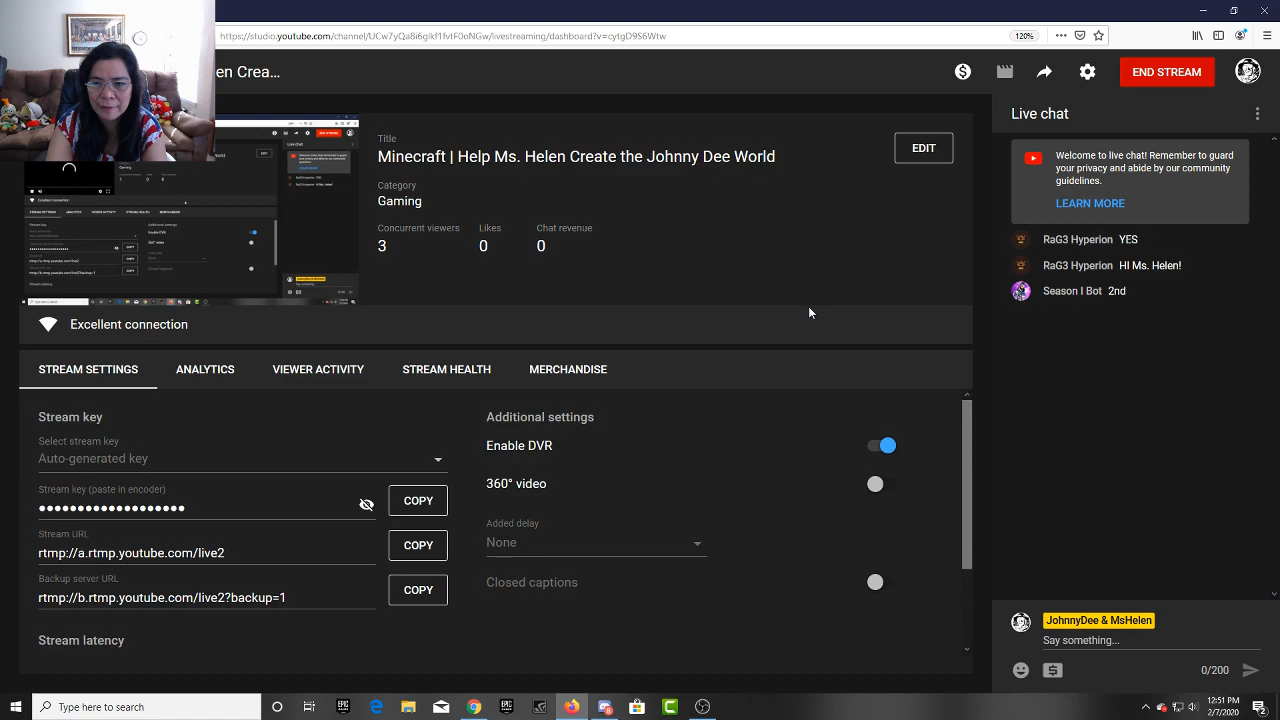 https://studio.youtube.com/channel/UCw7yQa8i6glkf1fvtF0oNGw/livestreaming/dashboard?v=cytgD9S6Wtw
120%
en Crea...
END STREAM
Live chat
Title
Minecraft | Help Ms. Helen Create the Johnny Dee World
EDIT
Category
Gaming
Concurrent viewers
3
Likes
0
Chat revenue
0
Welcome to live chat! Remember to guard
your privacy and abide by our community
guidelines.
LEARN MORE
RaG3 Hyperion YES
RaG3 Hyperion HI Ms. Helen!
Season I Bot 2nd
Excellent connection
STREAM SETTINGS
ANALYTICS
VIEWER ACTIVITY
STREAM HEALTH
MERCHANDISE
Stream key
Select stream key
Auto-generated key
Stream key (paste in encoder)
COPY
Stream URL
rtmp://a.rtmp.youtube.com/live2
COPY
Backup server URL
rtmp://b.rtmp.youtube.com/live2?backup=1
COPY
Stream latency
Additional settings
Enable DVR
360° video
Added delay
None
Closed captions
JohnnyDee & MsHelen
Say something...
0/200
Type here to search
12:51 PM
2/7/2020
2